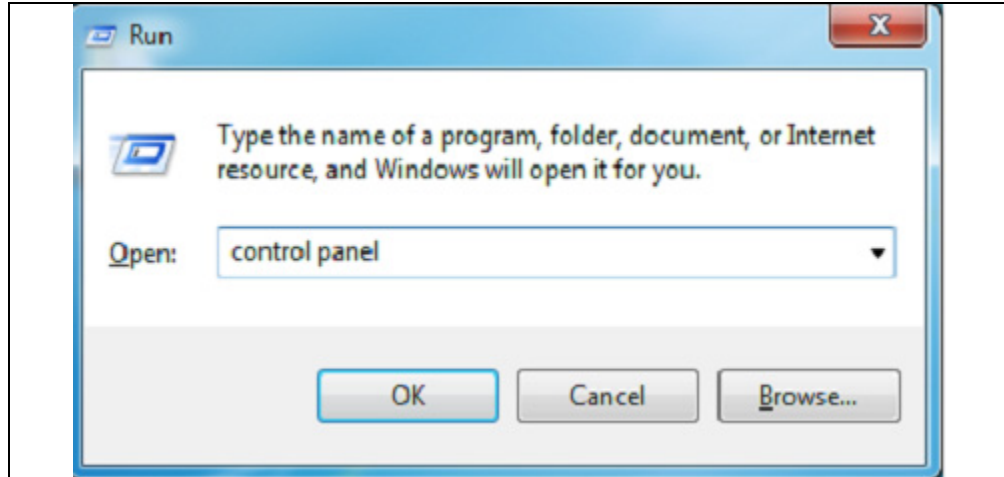 Run
Type the name of a program, folder, document, or Internet
resource, and Windows will open it for you.
Open: control panel
OK Cancel Browse...